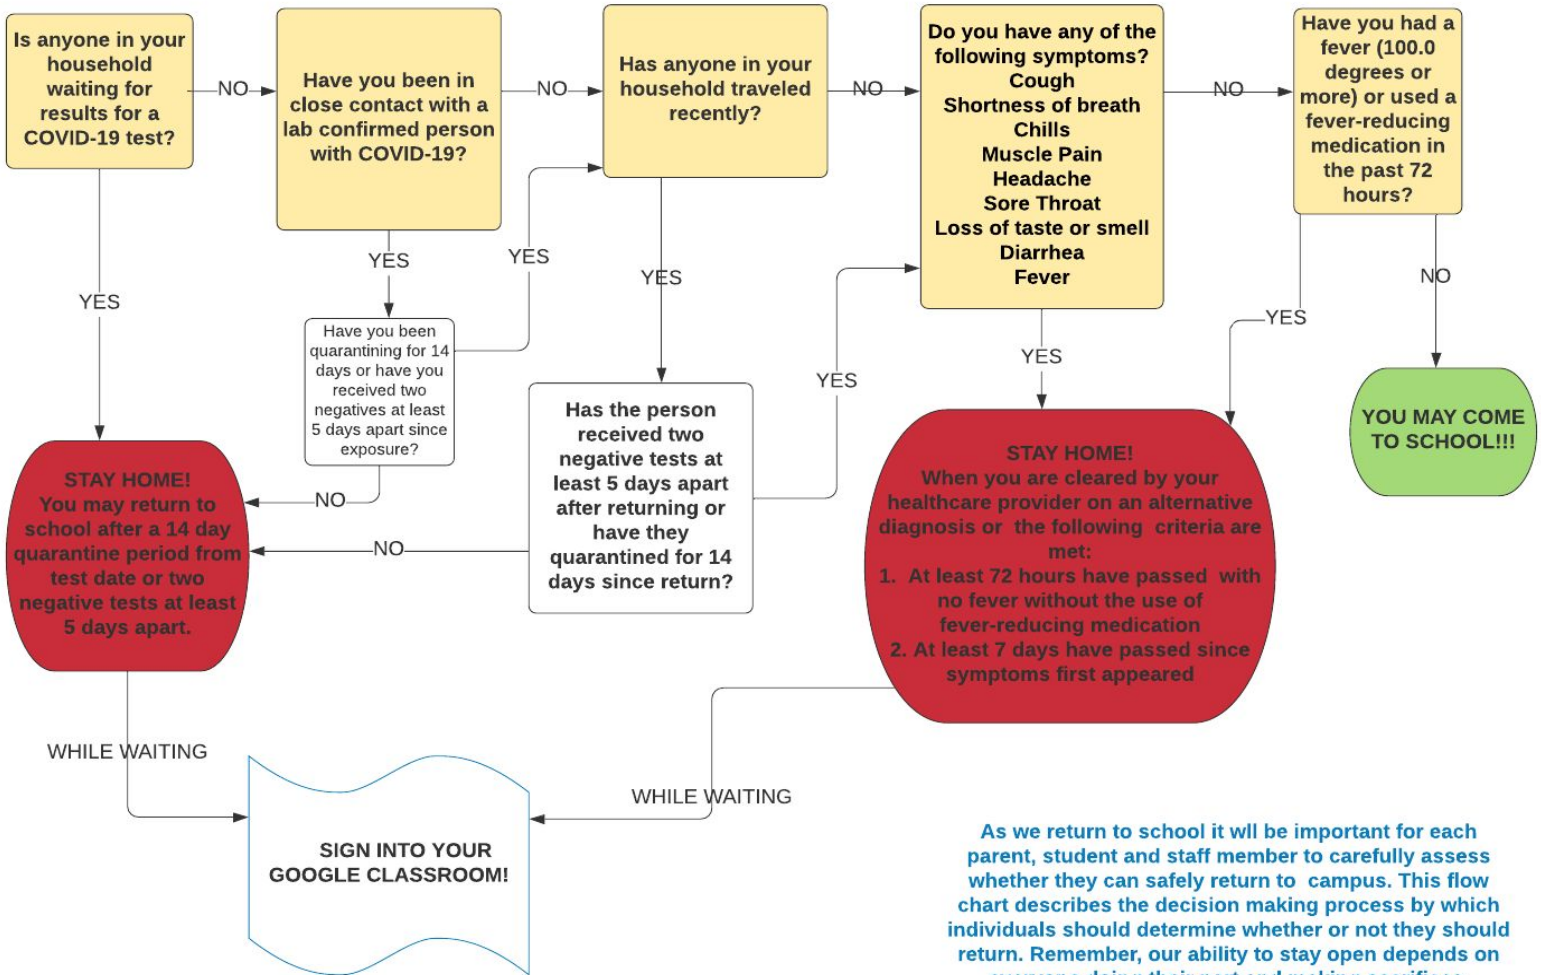 Is anyone in your
household
waiting for
results for a
COVID-19 test?
NO
Have you been in
close contact with a
lab confirmed person
with COVID-19?
NO
Has anyone in your
household traveled
recently?
NO
Do you have any of the
following symptoms?
Cough
Shortness of breath
Chills
Muscle Pain
Headache
Sore Throat
Loss of taste or smell
Diarrhea
Fever
NO
Have you had a
fever (100.0
degrees or
more) or used a
fever-reducing
medication in
the past 72
hours?
YES
YES
YES
YES
YES
YES
YES
NO
Have you been
quarantining for 14
days or have you
received two
negatives at least
5 days apart since
exposure?
NO
Has the person
received two
negative tests at
least 5 days apart
after returning or
have they
quarantined for 14
days since return?
NO
YOU MAY COME
TO SCHOOL!!!
STAY HOME!
You may return to
school after a 14 day
quarantine period from
test date or two
negative tests at least
5 days apart.
STAY HOME!
When you are cleared by your
healthcare provider on an alternative
diagnosis or the following criteria are
met:
1. At least 72 hours have passed with
no fever without the use of
fever-reducing medication
2. At least 7 days have passed since
symptoms first appeared
WHILE WAITING
WHILE WAITING
SIGN INTO YOUR
GOOGLE CLASSROOM!
As we return to school it wll be important for each
parent, student and staff member to carefully assess
whether they can safely return to campus. This flow
chart describes the decision making process by which
individuals should determine whether or not they should
return. Remember, our ability to stay open depends on